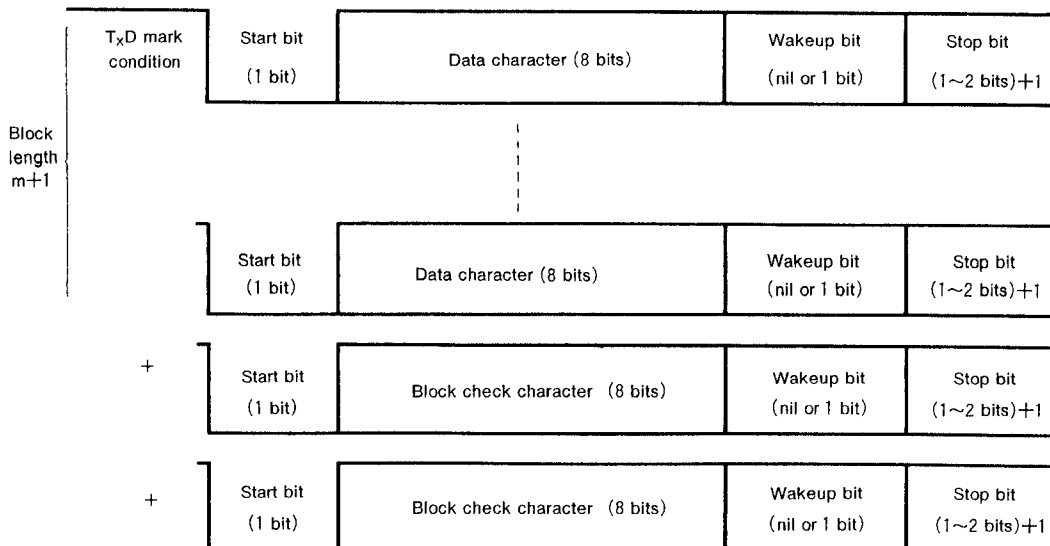 TxD mark
condition
Start bit
(1 bit)
Data character (8 bits)
Wakeup bit
(nil or 1 bit)
Stop bit
(1~2 bits)+1
Block
length
m+1
Start bit
(1 bit)
Data character (8 bits)
Wakeup bit
(nil or 1 bit)
Stop bit
(1~2 bits)+1
+
Start bit
(1 bit)
Block check character (8 bits)
Wakeup bit
(nil or 1 bit)
Stop bit
(1~2 bits)+1
+
Start bit
(1 bit)
Block check character (8 bits)
Wakeup bit
(nil or 1 bit)
Stop bit
(1~2 bits)+1